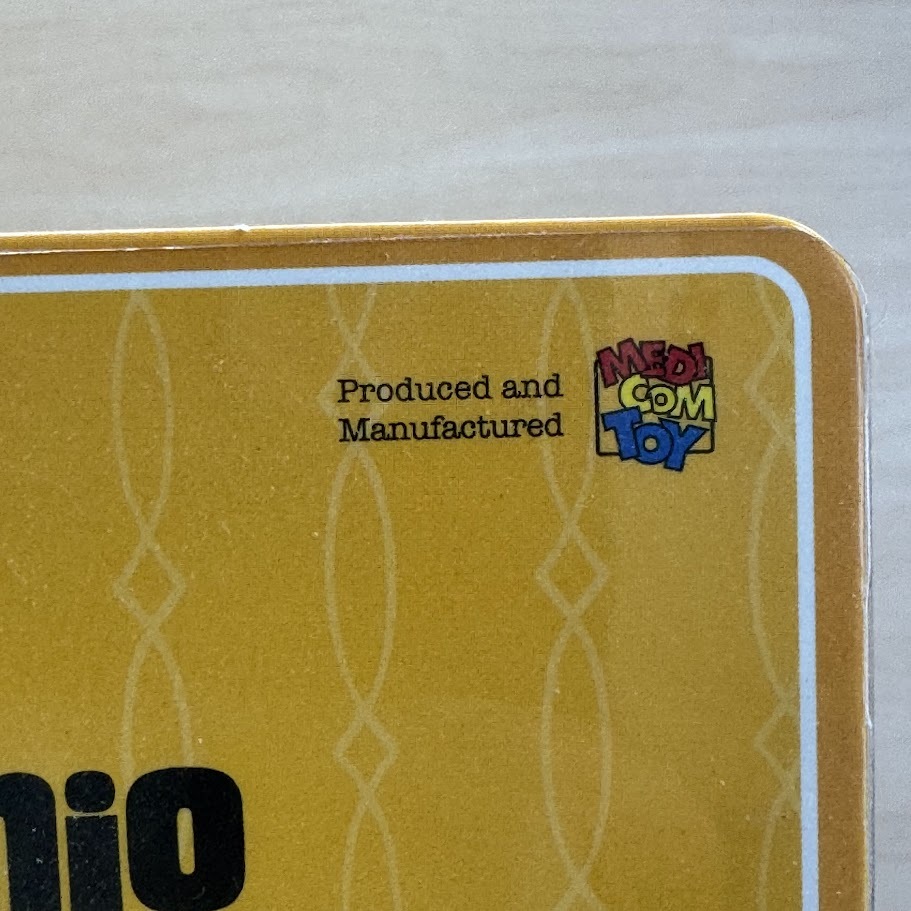 Produced and
Manufactured
MEDI
COM
TOY